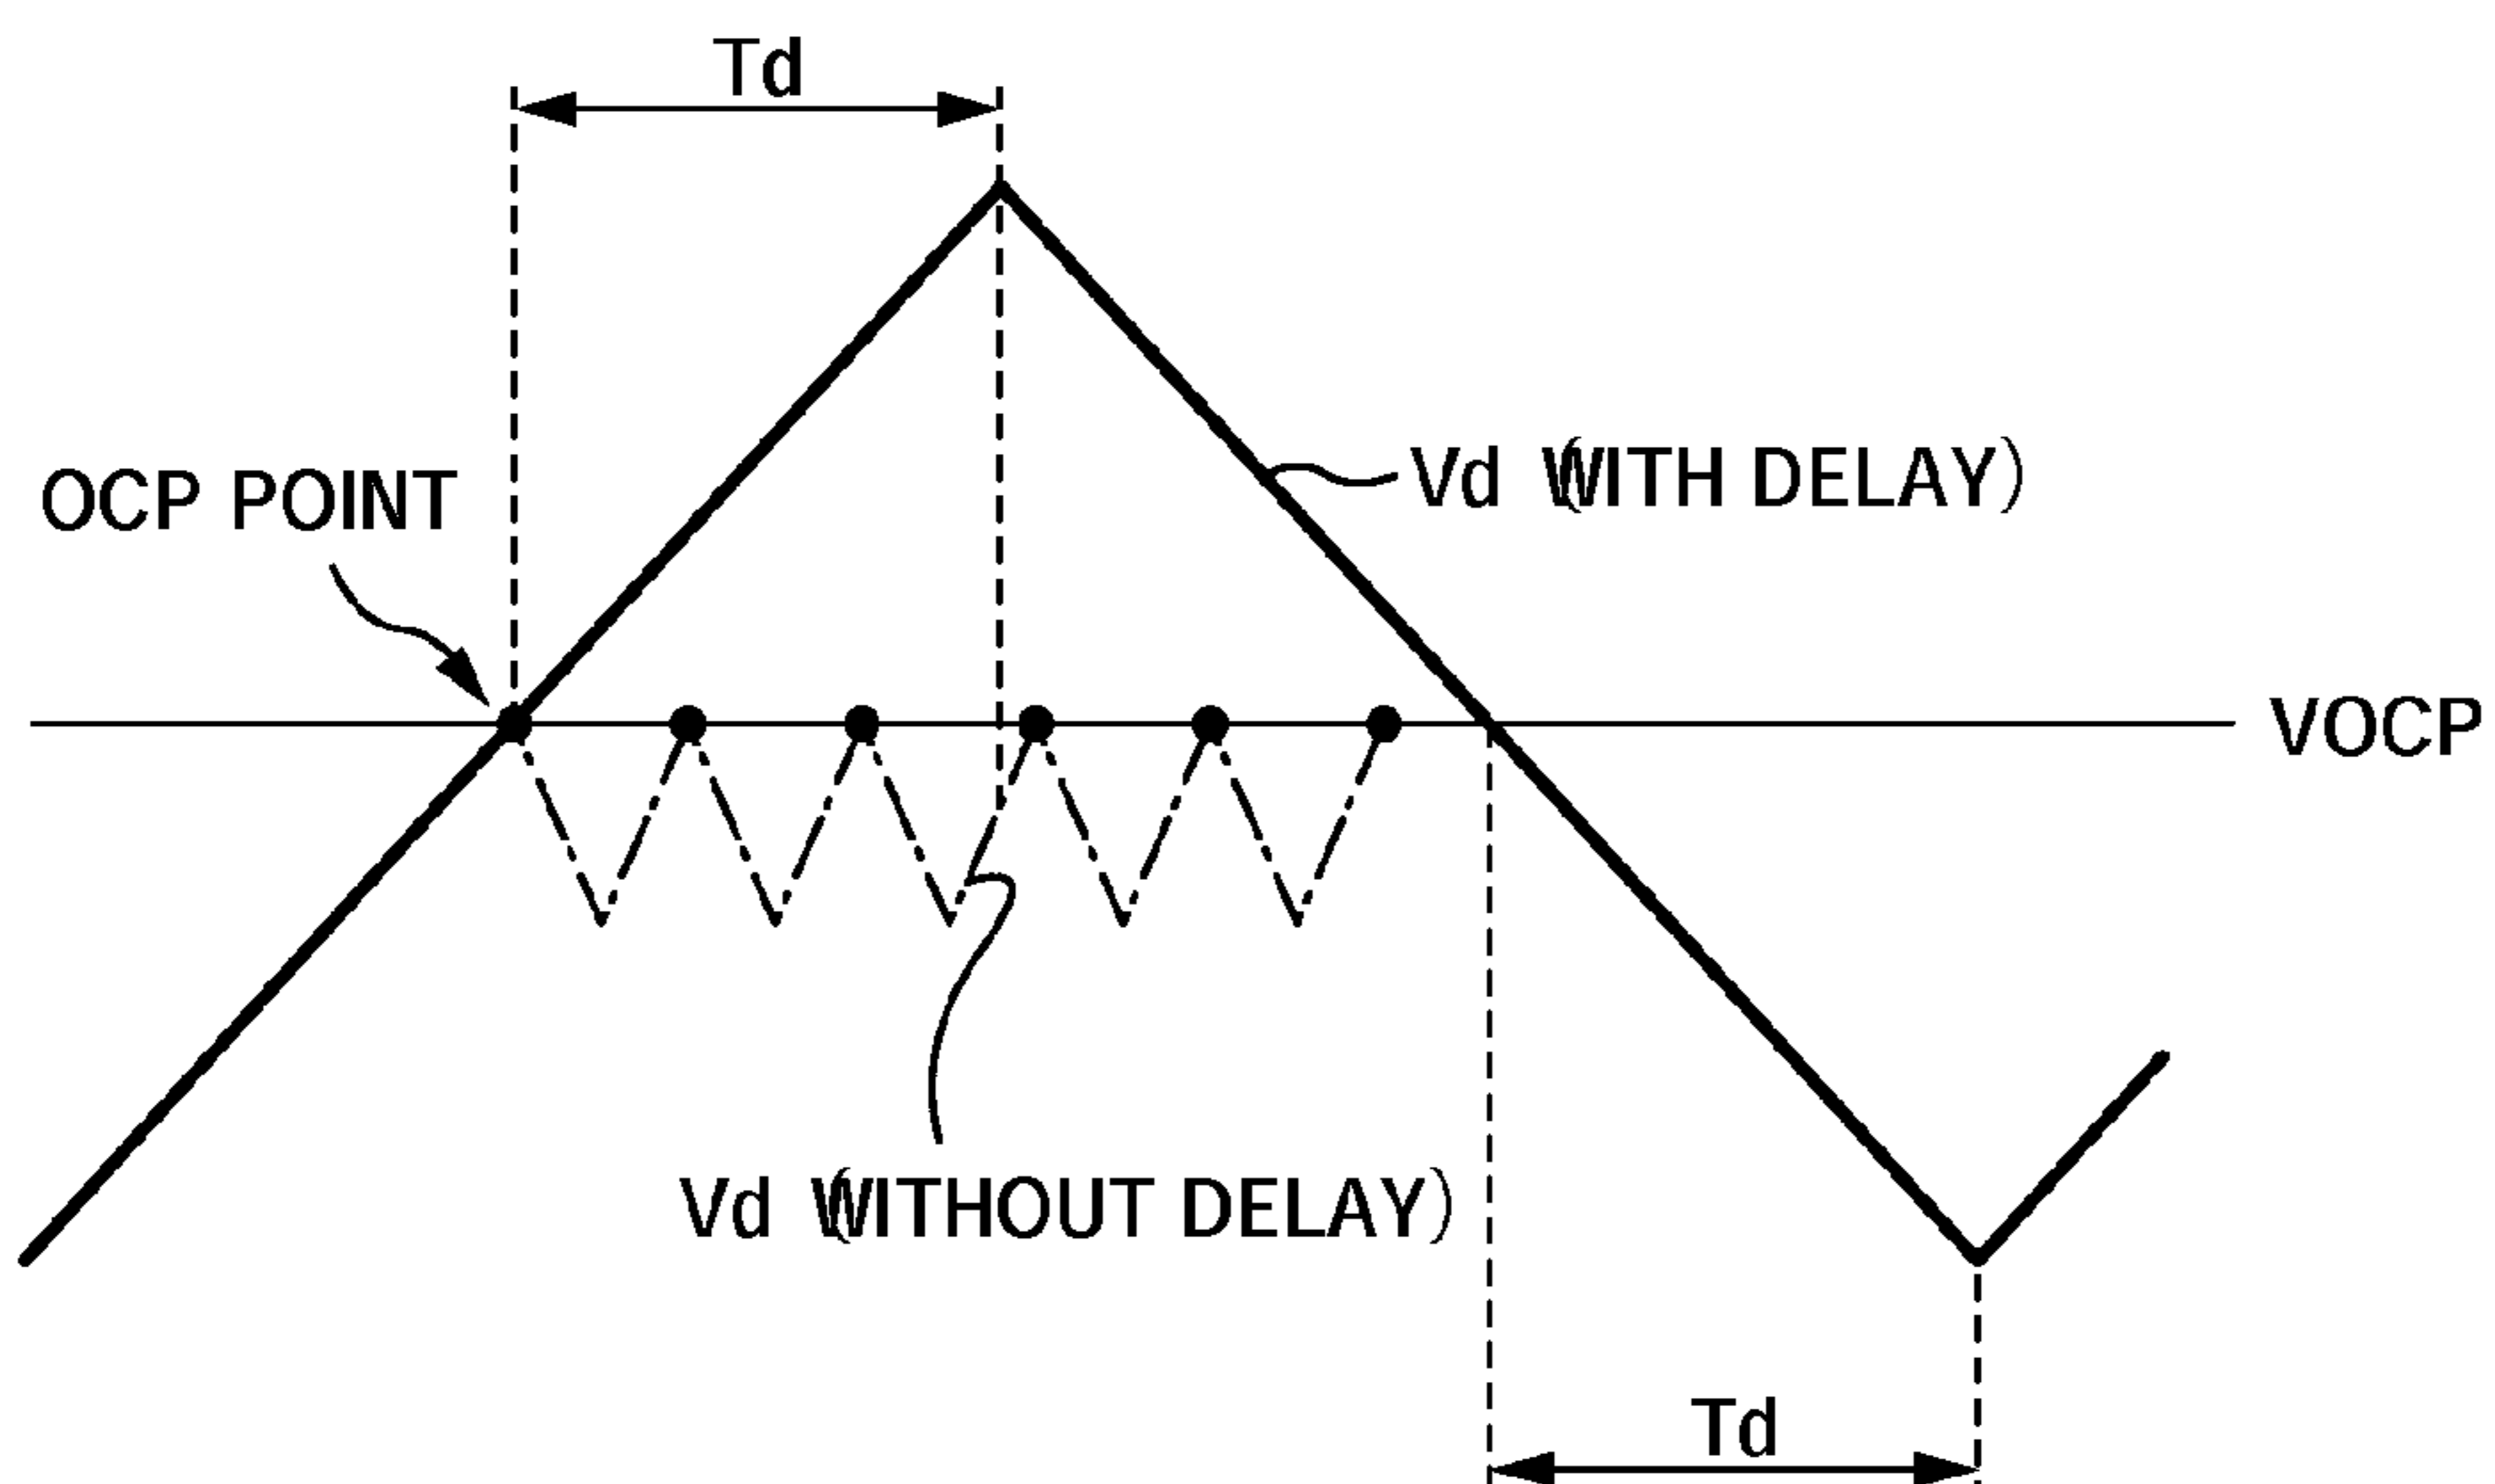 Td
OCP POINT
Vd (WITH DELAY)
VOCP
Vd (WITHOUT DELAY)
Td